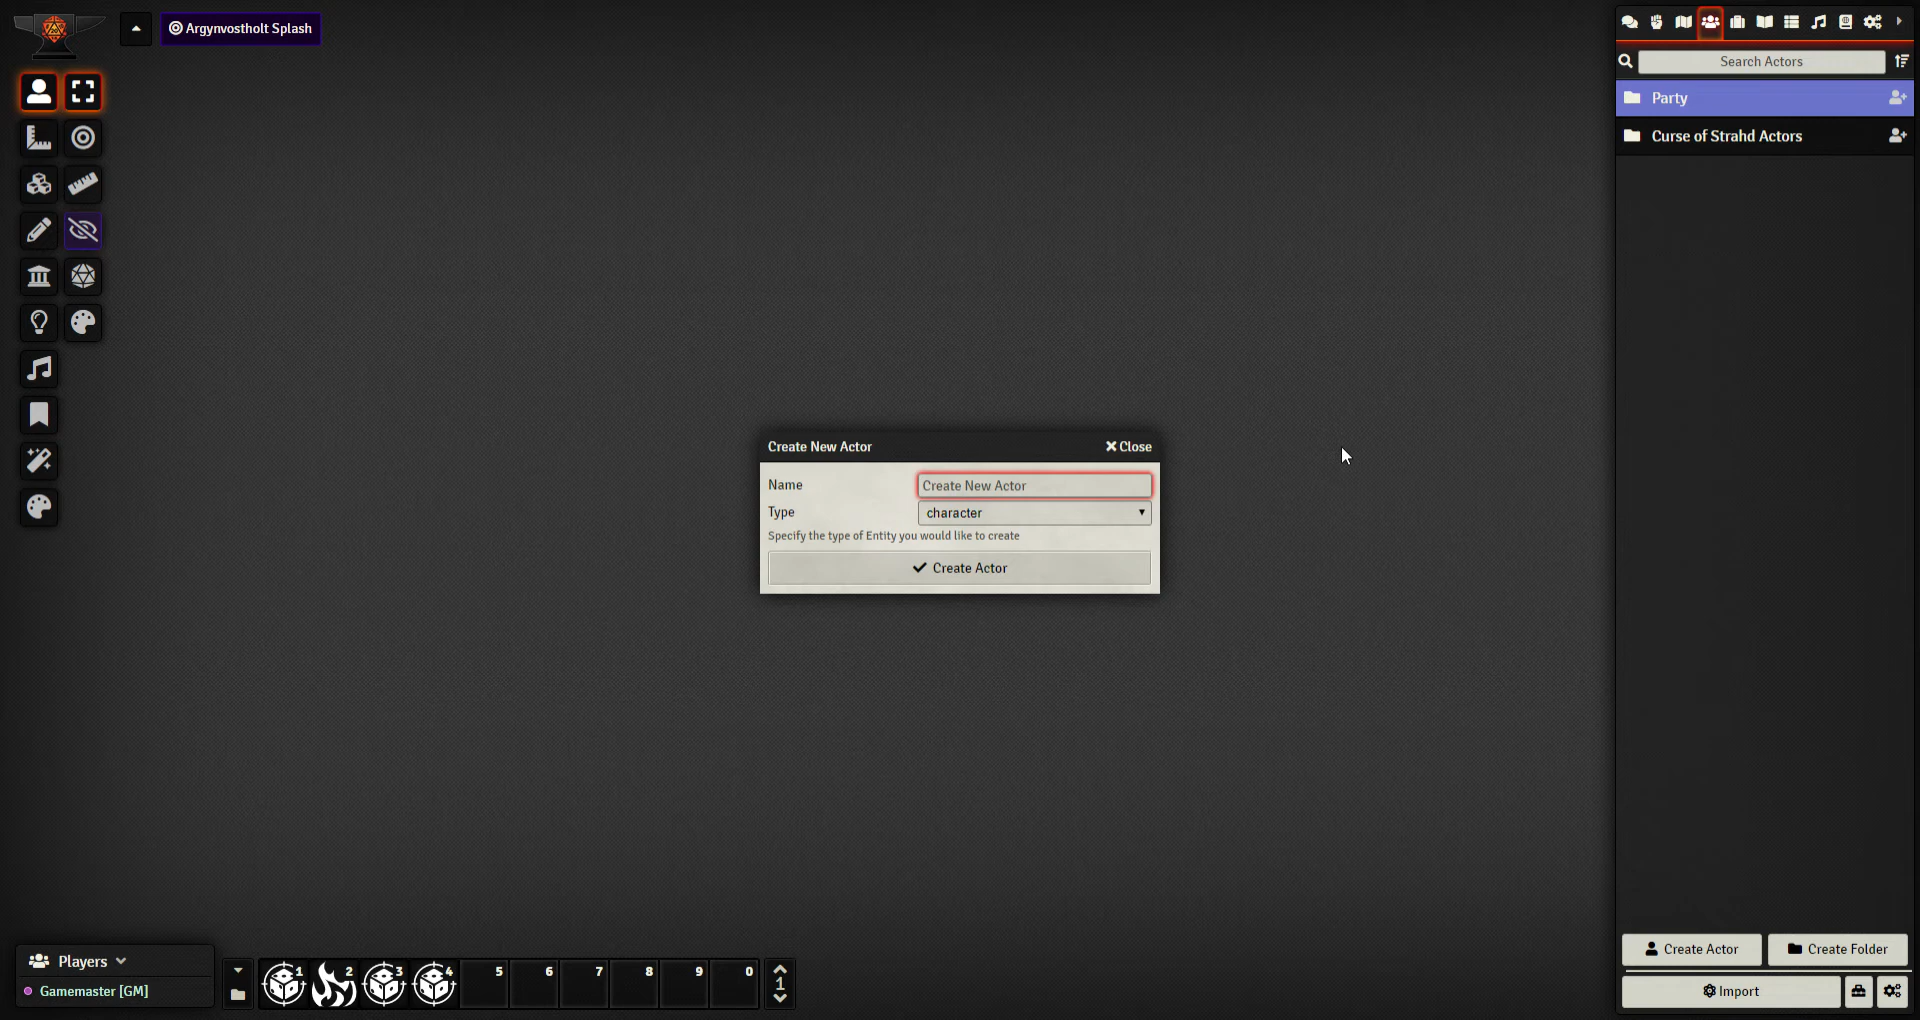 Argynvostholt Splash
Search Actors
Party
Curse of Strahd Actors
Create New Actor
Close
Name
Create New Actor
Type
character
Specify the type of Entity you would like to create
Create Actor
Create Actor
Create Folder
Import
Players
Gamemaster [GM]
1 2 3 4 5 6 7 8 9 0
1